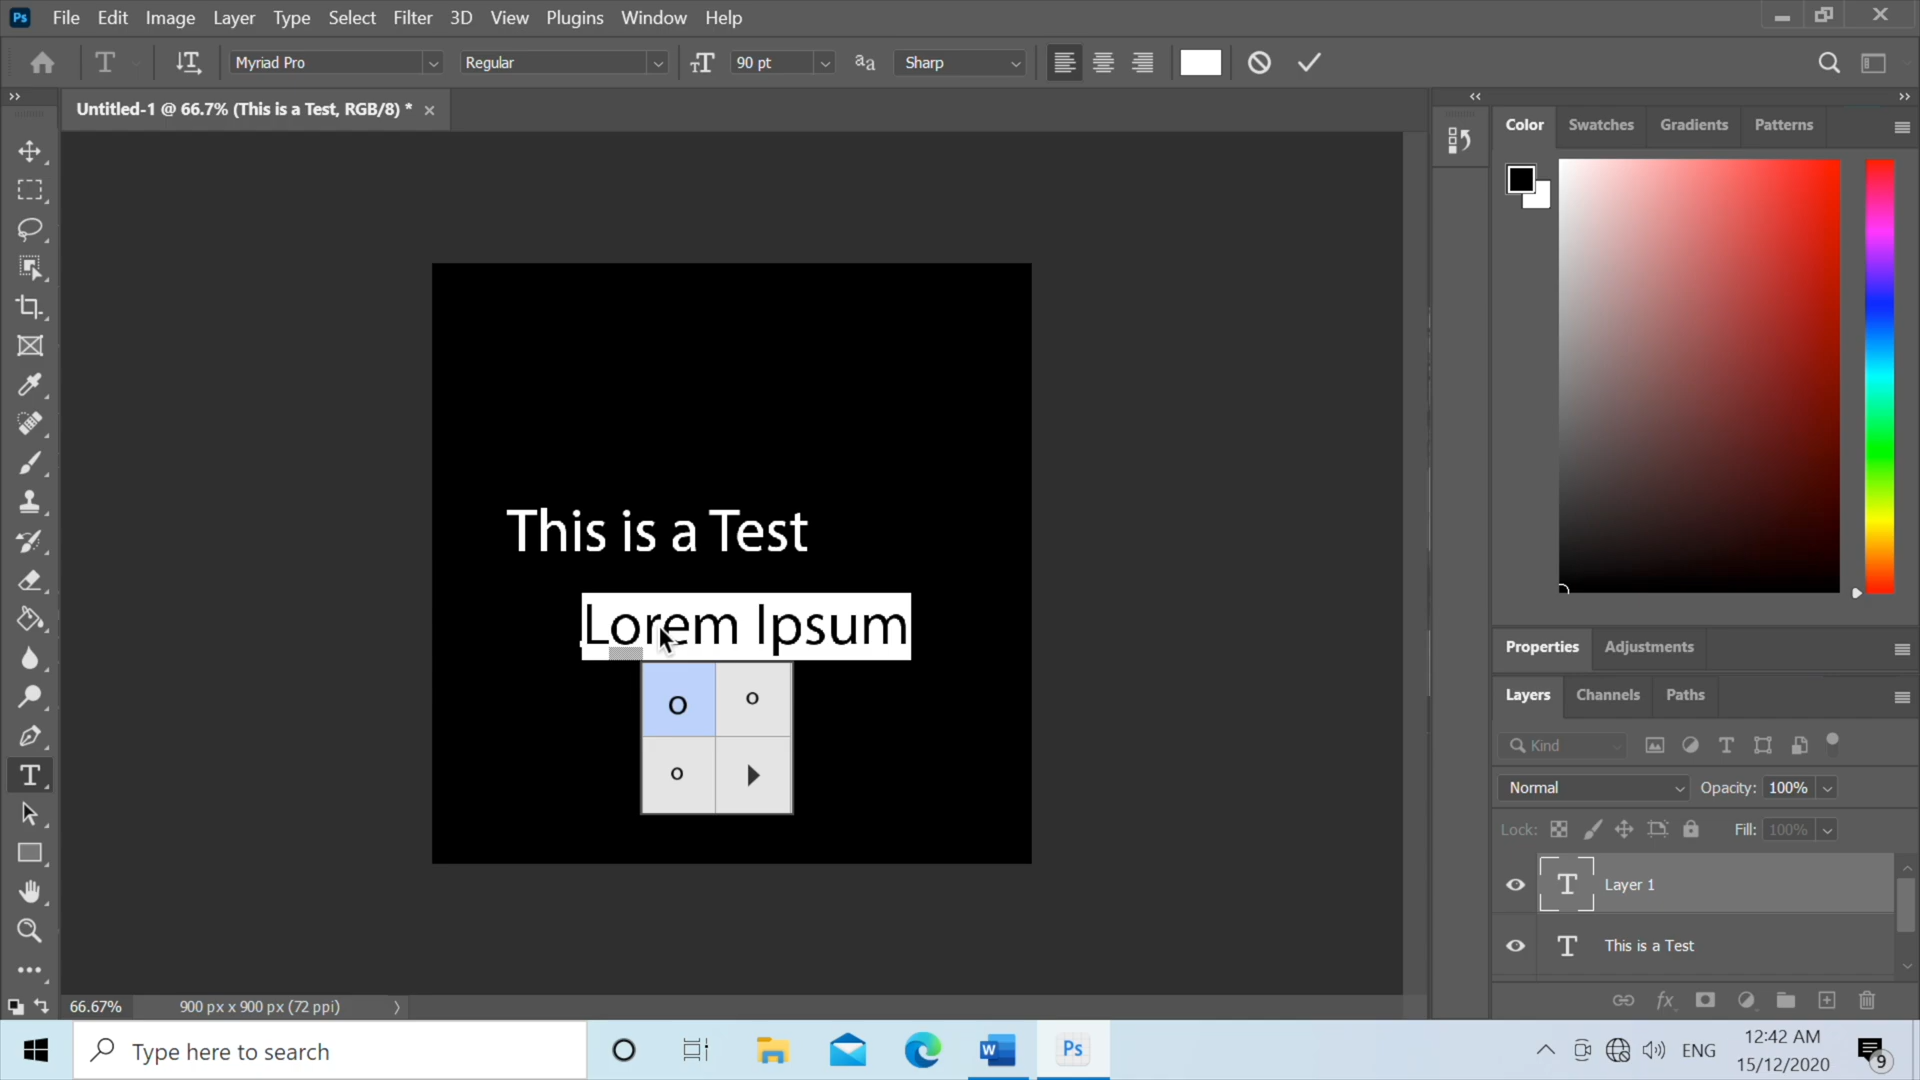 Ps File Edit Image Layer Type Select Filter 3D View Plugins Window Help
Myriad Pro Regular 90 pt aa Sharp
Untitled-1 @ 66.7% (This is a Test, RGB/8) *
Color Swatches Gradients Patterns
This is a Test
Lorem Ipsum
o o
o
Properties Adjustments
Layers Channels Paths
Kind
Normal Opacity: 100%
Lock: Fill: 100%
Layer 1
This is a Test
fx
66.67% 900 px x 900 px (72 ppi)
Type here to search
W
Ps
ENG
12:42 AM
15/12/2020
9